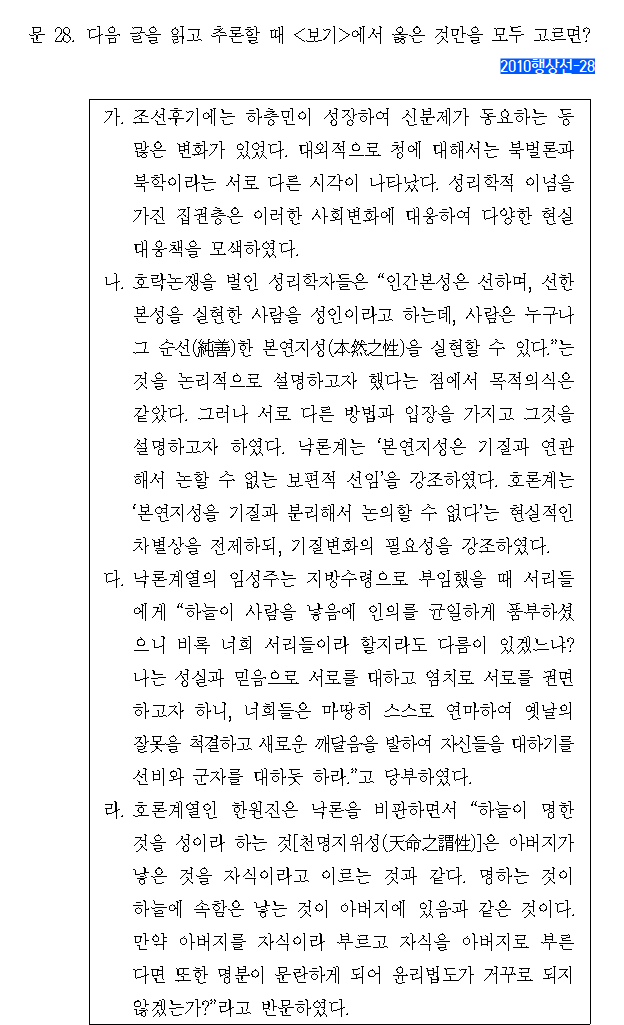 문 28. 다음 글을 읽고 추론할 때 <보기>에서 옳은 것만을 모두 고르면?
2010행상선-28
가. 조선후기에는 하층민이 성장하여 신분제가 동요하는 등
많은 변화가 있었다. 대외적으로 청에 대해서는 북벌론과
북학이라는 서로 다른 시각이 나타났다. 성리학적 이념을
가진 집권층은 이러한 사회변화에 대응하여 다양한 현실
대응책을 모색하였다.
나. 호락논쟁을 벌인 성리학자들은 “인간본성은 선하며, 선한
본성을 실현한 사람을 성인이라고 하는데, 사람은 누구나
그 순선(純善)한 본연지성(本然之性)을 실현할 수 있다.”는
것을 논리적으로 설명하고자 했다는 점에서 목적의식은
같았다. 그러나 서로 다른 방법과 입장을 가지고 그것을
설명하고자 하였다. 낙론계는 ‘본연지성은 기질과 연관
해서 논할 수 없는 보편적 선임’을 강조하였다. 호론계는
‘본연지성을 기질과 분리해서 논의할 수 없다’는 현실적인
차별상을 전제하되, 기질변화의 필요성을 강조하였다.
다. 낙론계열의 임성주는 지방수령으로 부임했을 때 서리들
에게 “하늘이 사람을 낳음에 인의를 균일하게 품부하셨
으니 비록 너희 서리들이라 할지라도 다름이 있겠느냐?
나는 성실과 믿음으로 서로를 대하고 염치로 서로를 권면
하고자 하니, 너희들은 마땅히 스스로 연마하여 옛날의
잘못을 척결하고 새로운 깨달음을 발하여 자신들을 대하기를
선비와 군자를 대하듯 하라.”고 당부하였다.
라. 호론계열인 한원진은 낙론을 비판하면서 “하늘이 명한
것을 성이라 하는 것[천명지위성(天命之謂性)]은 아버지가
낳은 것을 자식이라고 이르는 것과 같다. 명하는 것이
하늘에 속함은 낳는 것이 아버지에 있음과 같은 것이다.
만약 아버지를 자식이라 부르고 자식을 아버지로 부른
다면 또한 명분이 문란하게 되어 윤리법도가 거꾸로 되지
않겠는가?”라고 반문하였다.